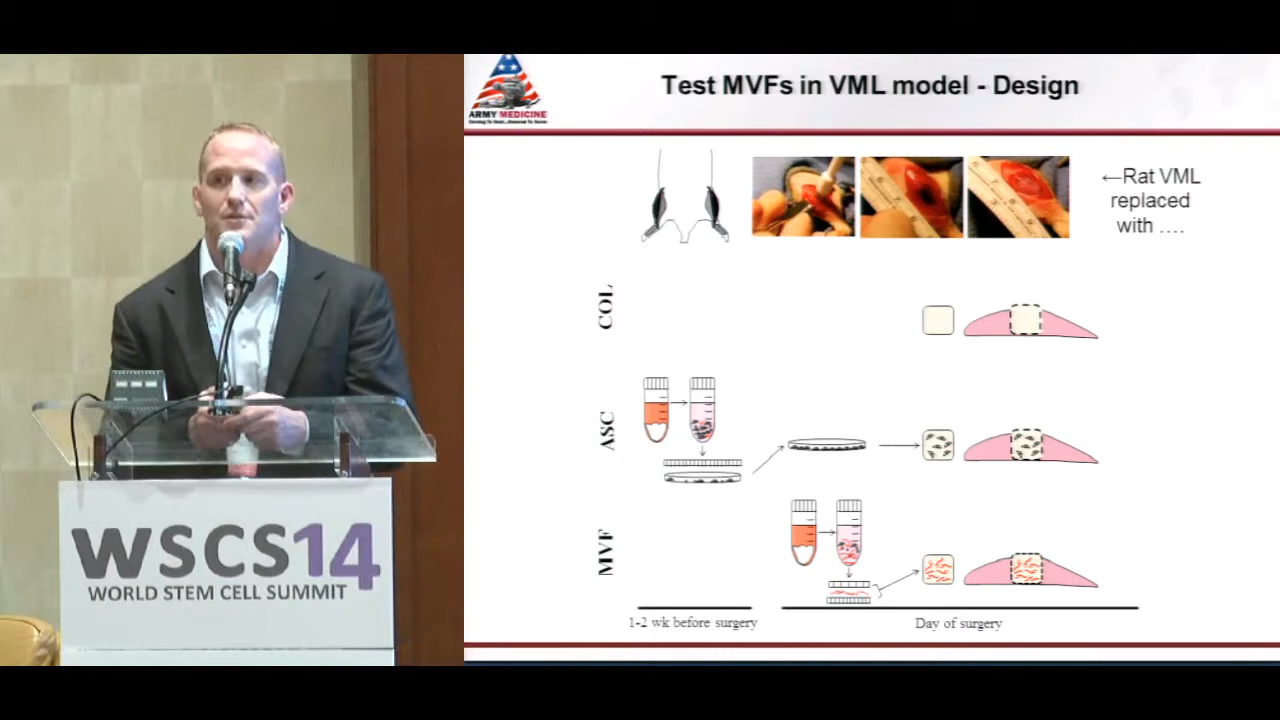 WSCS14
WORLD STEM CELL SUMMIT
ARMY MEDICINE
Test MVFs in VML model - Design
←Rat VML
replaced
with ....
COL
ASC
MVF
1-2 wk before surgery
Day of surgery